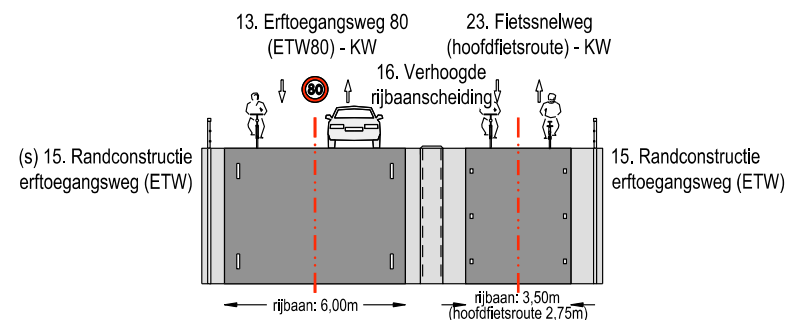 13. Erftoegangsweg 80
(ETW80) - KW
23. Fietssnelweg
(hoofdfietsroute) - KW
16. Verhoogde
rijbaanscheiding
80
(s) 15. Randconstructie
erftoegangsweg (ETW)
15. Randconstructie
erftoegangsweg (ETW)
rijbaan: 6,00m
rijbaan: 3,50m
(hoofdfietsroute 2,75m)